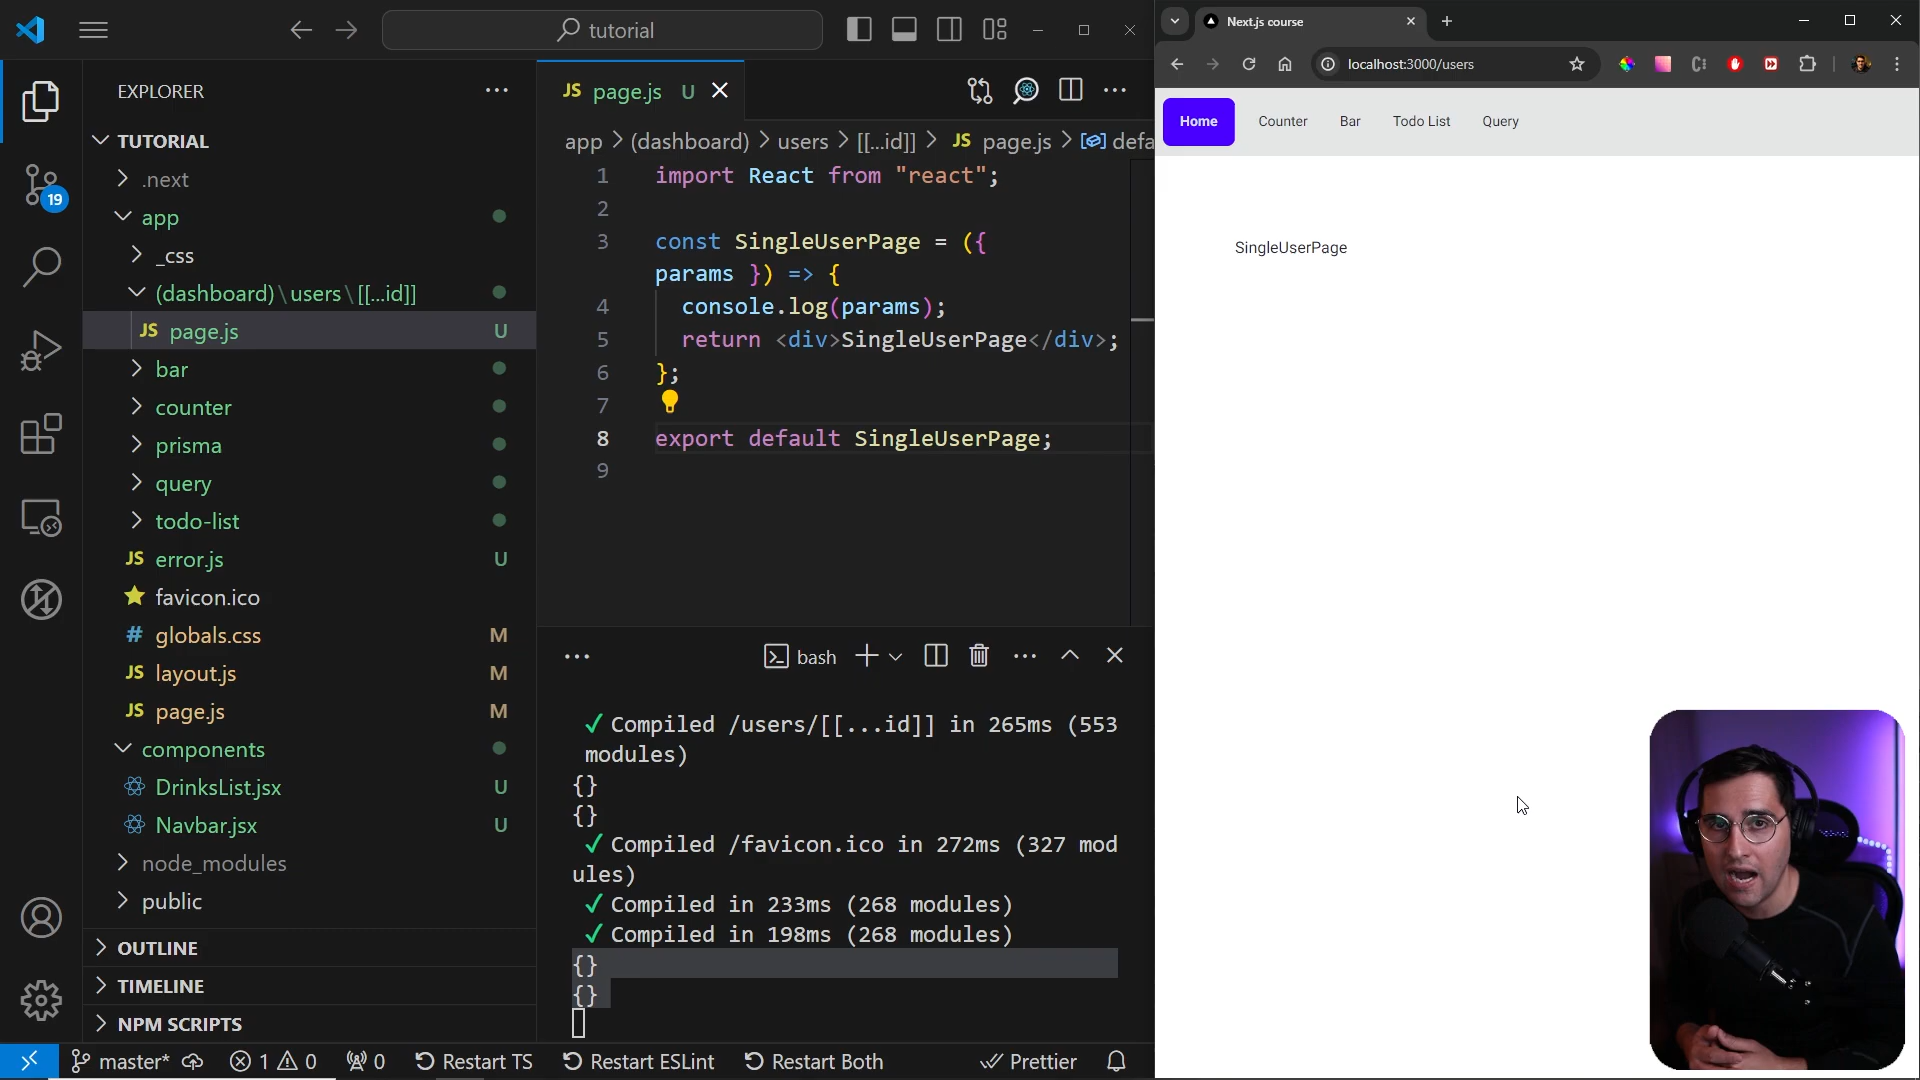 tutorial
EXPLORER
TUTORIAL
.next
app
_css
(dashboard)\users\[[...id]]
JS page.js U
bar
counter
prisma
query
todo-list
JS error.js U
favicon.ico
# globals.css M
JS layout.js M
JS page.js M
components
DrinksList.jsx U
Navbar.jsx U
node_modules
public
OUTLINE
TIMELINE
NPM SCRIPTS
19
JS page.js U
app > (dashboard) > users > [[...id]] > JS page.js > defa
1 import React from "react";
2
3 const SingleUserPage = ({
params }) => {
4 console.log(params);
5 return <div>SingleUserPage</div>;
6 };
7
8 export default SingleUserPage;
9
bash
✓ Compiled /users/[[...id]] in 265ms (553
modules)
{}
{}
✓ Compiled /favicon.ico in 272ms (327 mod
ules)
✓ Compiled in 233ms (268 modules)
✓ Compiled in 198ms (268 modules)
{}
{}
master* 1 0 0 Restart TS Restart ESLint Restart Both Prettier
Next.js course
localhost:3000/users
Home Counter Bar Todo List Query
SingleUserPage